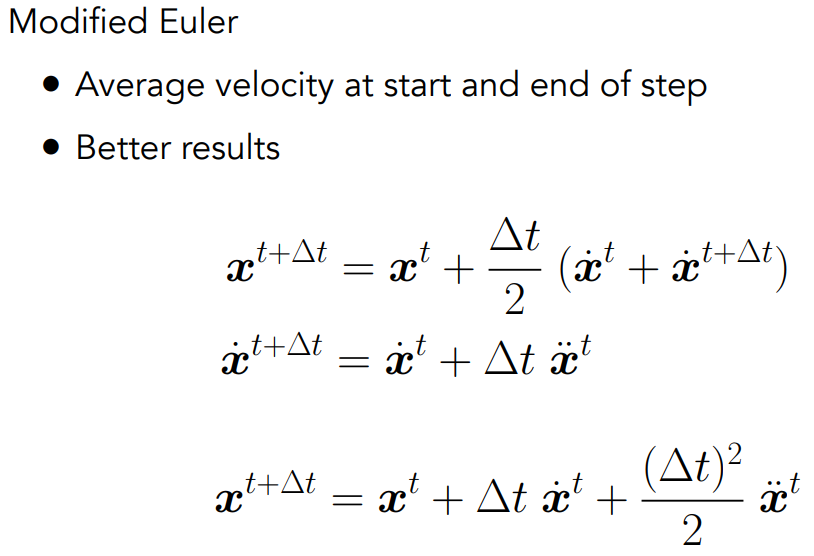 Modified Euler
• Average velocity at start and end of step
• Better results
$\boldsymbol{x}^{t+\Delta t} = \boldsymbol{x}^{t} + \frac{\Delta t}{2} (\dot{\boldsymbol{x}}^{t} + \dot{\boldsymbol{x}}^{t+\Delta t})$
$\dot{\boldsymbol{x}}^{t+\Delta t} = \dot{\boldsymbol{x}}^{t} + \Delta t \, \ddot{\boldsymbol{x}}^{t}$
$\boldsymbol{x}^{t+\Delta t} = \boldsymbol{x}^{t} + \Delta t \, \dot{\boldsymbol{x}}^{t} + \frac{(\Delta t)^2}{2} \, \ddot{\boldsymbol{x}}^{t}$